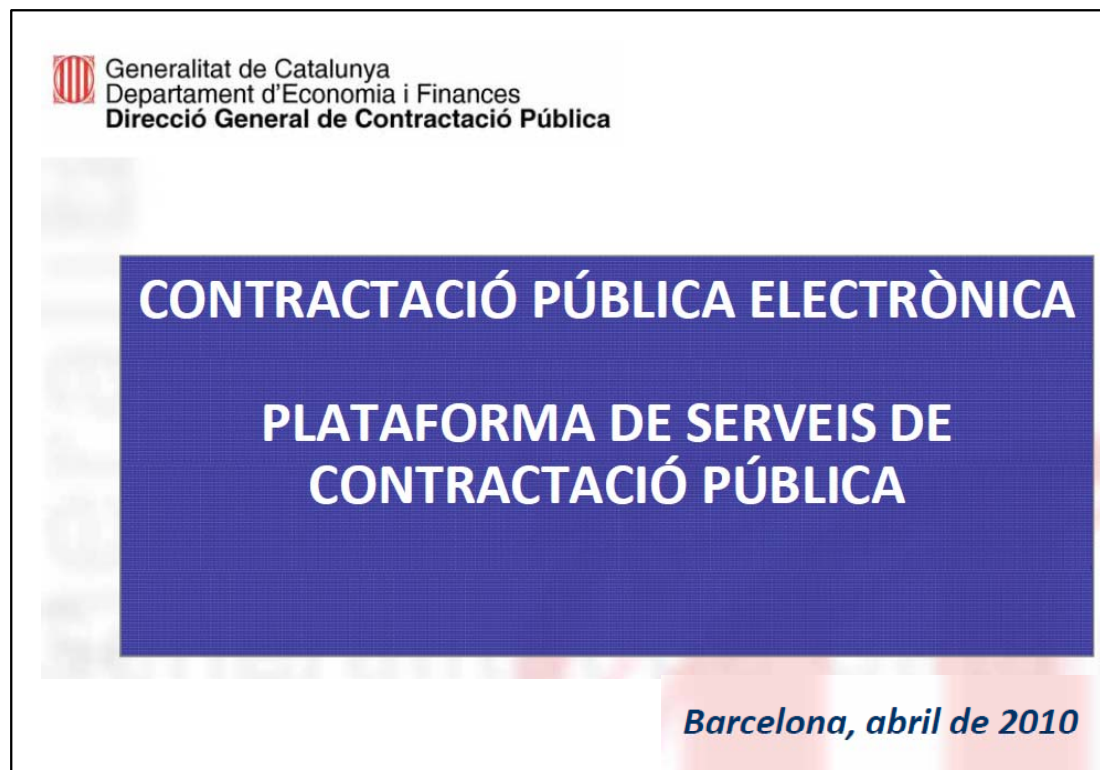 Generalitat de Catalunya
Departament d'Economia i Finances
Direcció General de Contractació Pública
CONTRACTACIÓ PÚBLICA ELECTRÒNICA
PLATAFORMA DE SERVEIS DE
CONTRACTACIÓ PÚBLICA
Barcelona, abril de 2010